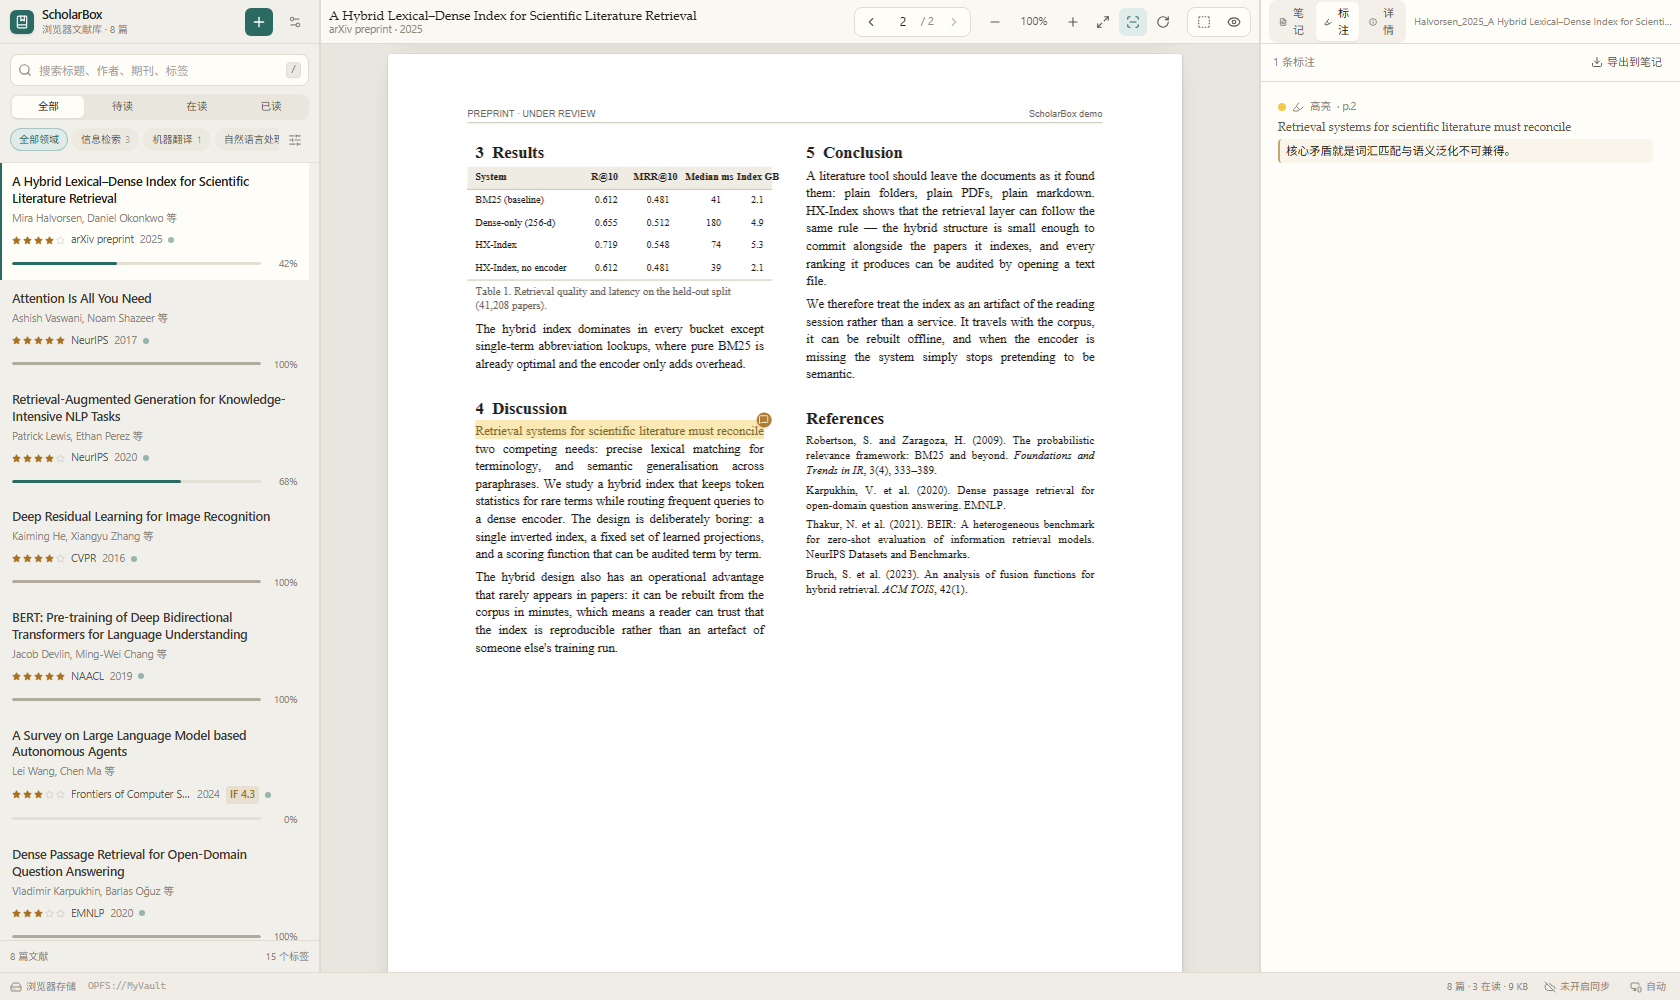 ScholarBox
浏览器文献库 · 8 篇
搜索标题、作者、期刊、标签
/
全部 待读 在读 已读
全部领域 信息检索 3 机器翻译 1 自然语言处理
A Hybrid Lexical–Dense Index for Scientific
Literature Retrieval
Mira Halvorsen, Daniel Okonkwo 等
arXiv preprint 2025
42%
Attention Is All You Need
Ashish Vaswani, Noam Shazeer 等
NeurIPS 2017
100%
Retrieval-Augmented Generation for Knowledge-
Intensive NLP Tasks
Patrick Lewis, Ethan Perez 等
NeurIPS 2020
68%
Deep Residual Learning for Image Recognition
Kaiming He, Xiangyu Zhang 等
CVPR 2016
100%
BERT: Pre-training of Deep Bidirectional
Transformers for Language Understanding
Jacob Devlin, Ming-Wei Chang 等
NAACL 2019
100%
A Survey on Large Language Model based
Autonomous Agents
Lei Wang, Chen Ma 等
Frontiers of Computer S... 2024 IF 4.3
0%
Dense Passage Retrieval for Open-Domain
Question Answering
Vladimir Karpukhin, Barlas Oğuz 等
EMNLP 2020
100%
8 篇文献 15 个标签
A Hybrid Lexical–Dense Index for Scientific Literature Retrieval
arXiv preprint · 2025
2 / 2
100%
PREPRINT · UNDER REVIEW ScholarBox demo
3 Results
System R@10 MRR@10 Median ms Index GB
BM25 (baseline) 0.612 0.481 41 2.1
Dense-only (256-d) 0.655 0.512 180 4.9
HX-Index 0.719 0.548 74 5.3
HX-Index, no encoder 0.612 0.481 39 2.1
Table 1. Retrieval quality and latency on the held-out split
(41,208 papers).
The hybrid index dominates in every bucket except
single-term abbreviation lookups, where pure BM25 is
already optimal and the encoder only adds overhead.
4 Discussion
Retrieval systems for scientific literature must reconcile
two competing needs: precise lexical matching for
terminology, and semantic generalisation across
paraphrases. We study a hybrid index that keeps token
statistics for rare terms while routing frequent queries to
a dense encoder. The design is deliberately boring: a
single inverted index, a fixed set of learned projections,
and a scoring function that can be audited term by term.
The hybrid design also has an operational advantage
that rarely appears in papers: it can be rebuilt from the
corpus in minutes, which means a reader can trust that
the index is reproducible rather than an artefact of
someone else's training run.
5 Conclusion
A literature tool should leave the documents as it found
them: plain folders, plain PDFs, plain markdown.
HX-Index shows that the retrieval layer can follow the
same rule — the hybrid structure is small enough to
commit alongside the papers it indexes, and every
ranking it produces can be audited by opening a text
file.
We therefore treat the index as an artifact of the reading
session rather than a service. It travels with the corpus,
it can be rebuilt offline, and when the encoder is
missing the system simply stops pretending to be
semantic.
References
Robertson, S. and Zaragoza, H. (2009). The probabilistic
relevance framework: BM25 and beyond. Foundations and
Trends in IR, 3(4), 333–389.
Karpukhin, V. et al. (2020). Dense passage retrieval for
open-domain question answering. EMNLP.
Thakur, N. et al. (2021). BEIR: A heterogeneous benchmark
for zero-shot evaluation of information retrieval models.
NeurIPS Datasets and Benchmarks.
Bruch, S. et al. (2023). An analysis of fusion functions for
hybrid retrieval. ACM TOIS, 42(1).
笔记 标注 详情 Halvorsen_2025_A Hybrid Lexical–Dense Index for Scienti...
1 条标注 导出到笔记
高亮 · p.2
Retrieval systems for scientific literature must reconcile
核心矛盾就是词汇匹配与语义泛化不可兼得。
浏览器存储 OPFS://MyVault
8 篇 · 3 在读 · 9 KB 未开启同步 自动